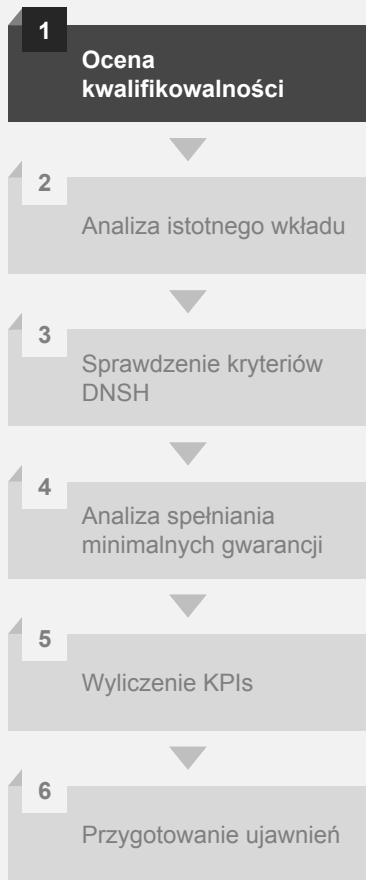 1
Ocena
kwalifikowalności
2
Analiza istotnego wkładu
3
Sprawdzenie kryteriów
DNSH
4
Analiza spełniania
minimalnych gwarancji
5
Wyliczenie KPIs
6
Przygotowanie ujawnień